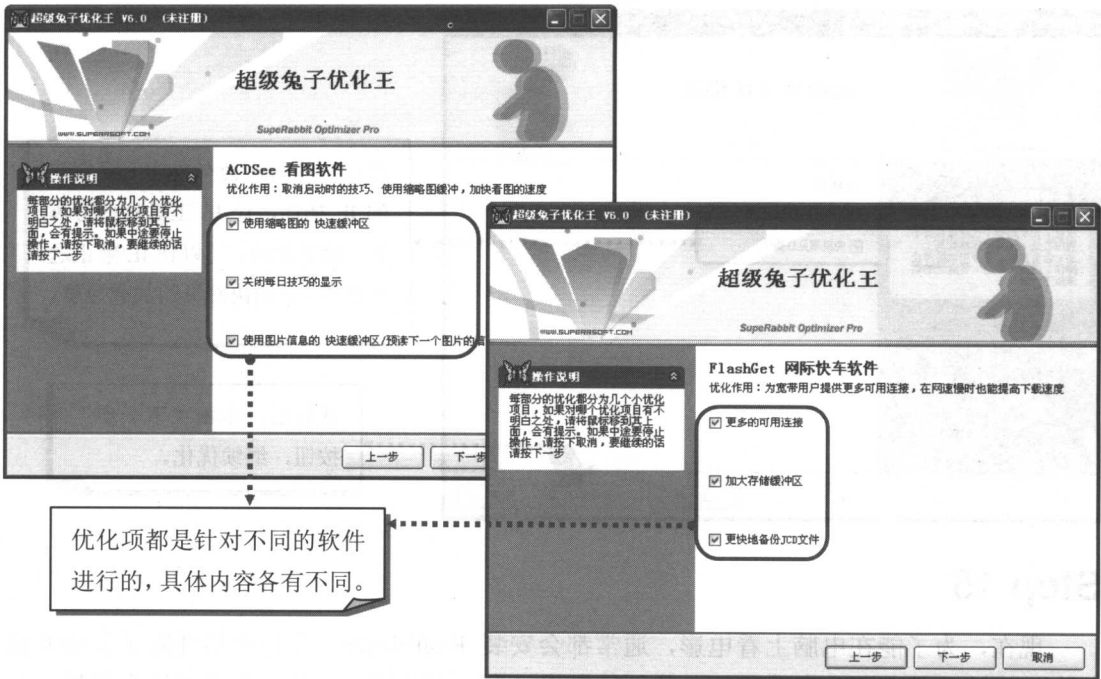 超级兔子优化王 V6.0 (未注册)
超级兔子优化王
WWW.SUPERRSOFT.COM
SupeRabbit Optimizer Pro
操作说明
每部分的优化都分为几个小优化
项目，如果对哪个优化项目有不
明白之处，请将鼠标移到其上
面，会有提示。如果中途要停止
操作，请按下取消，要继续的话
请按下一步
ACDSee 看图软件
优化作用：取消启动时的技巧、使用缩略图缓冲，加快看图的速度
使用缩略图的 快速缓冲区
关闭每日技巧的显示
使用图片信息的 快速缓冲区/预读下一个图片的
上一步
下一步
超级兔子优化王 V6.0 (未注册)
超级兔子优化王
WWW.SUPERRSOFT.COM
SupeRabbit Optimizer Pro
操作说明
每部分的优化都分为几个小优化
项目，如果对哪个优化项目有不
明白之处，请将鼠标移到其上
面，会有提示。如果中途要停止
操作，请按下取消，要继续的话
请按下一步
FlashGet 网际快车软件
优化作用：为宽带用户提供更多可用连接，在网速慢时也能提高下载速度
更多的可用连接
加大存储缓冲区
更快地备份JCD文件
上一步
下一步
取消
优化项都是针对不同的软件
进行的，具体内容各有不同。